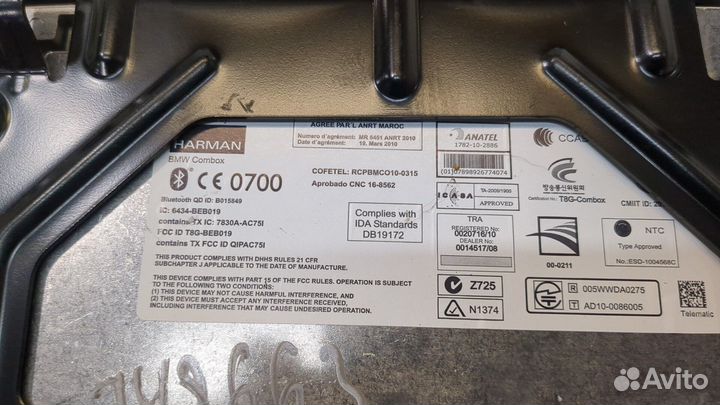 HARMAN
BMW Combox
CE 0700
Bluetooth QD ID: B015849
IC: 6434-BEB019
contains TX IC: 7830A-AC75I
FCC ID T8G-BEB019
contains TX FCC ID QIPAC75I
AGREE PAR L'ANRT MAROC
Numero d'agrément: MR 5401 ANRT 2010
Date d'agrément: 19. Mars 2010
COFETEL: RCPBMCO10-0315
Aprobado CNC 16-8562
Complies with
IDA Standards
DB19172
THIS PRODUCT COMPLIES WITH DHHS RULES 21 CFR
SUBCHAPTER J APPLICABLE AT THE DATE OF MANUFACTURE.
THIS DEVICE COMPLIES WITH PART 15 OF THE FCC RULES. OPERATION IS
SUBJECT TO THE FOLLOWING TWO CONDITIONS: (1) THIS DEVICE
MAY NOT CAUSE HARMFUL INTERFERENCE, AND
(2) THIS DEVICE MUST ACCEPT ANY INTERFERENCE RECEIVED,
INCLUDING INTERFERENCE THAT MAY CAUSE UNDESIRED OPERATION.
ANATEL
1782-10-2886
(01)07898926774074
ICASA
TA-2009/1905
APPROVED
TRA
REGISTERED No
0020716/10
DEALER No
0014517/08
Z725
N1374
방송통신위원회
T8G-Combox
00-0211
NTC
Type Approved
No.:ESD-1004568C
R 005WWDA0275
T AD10-0086005
Telematic
Avito